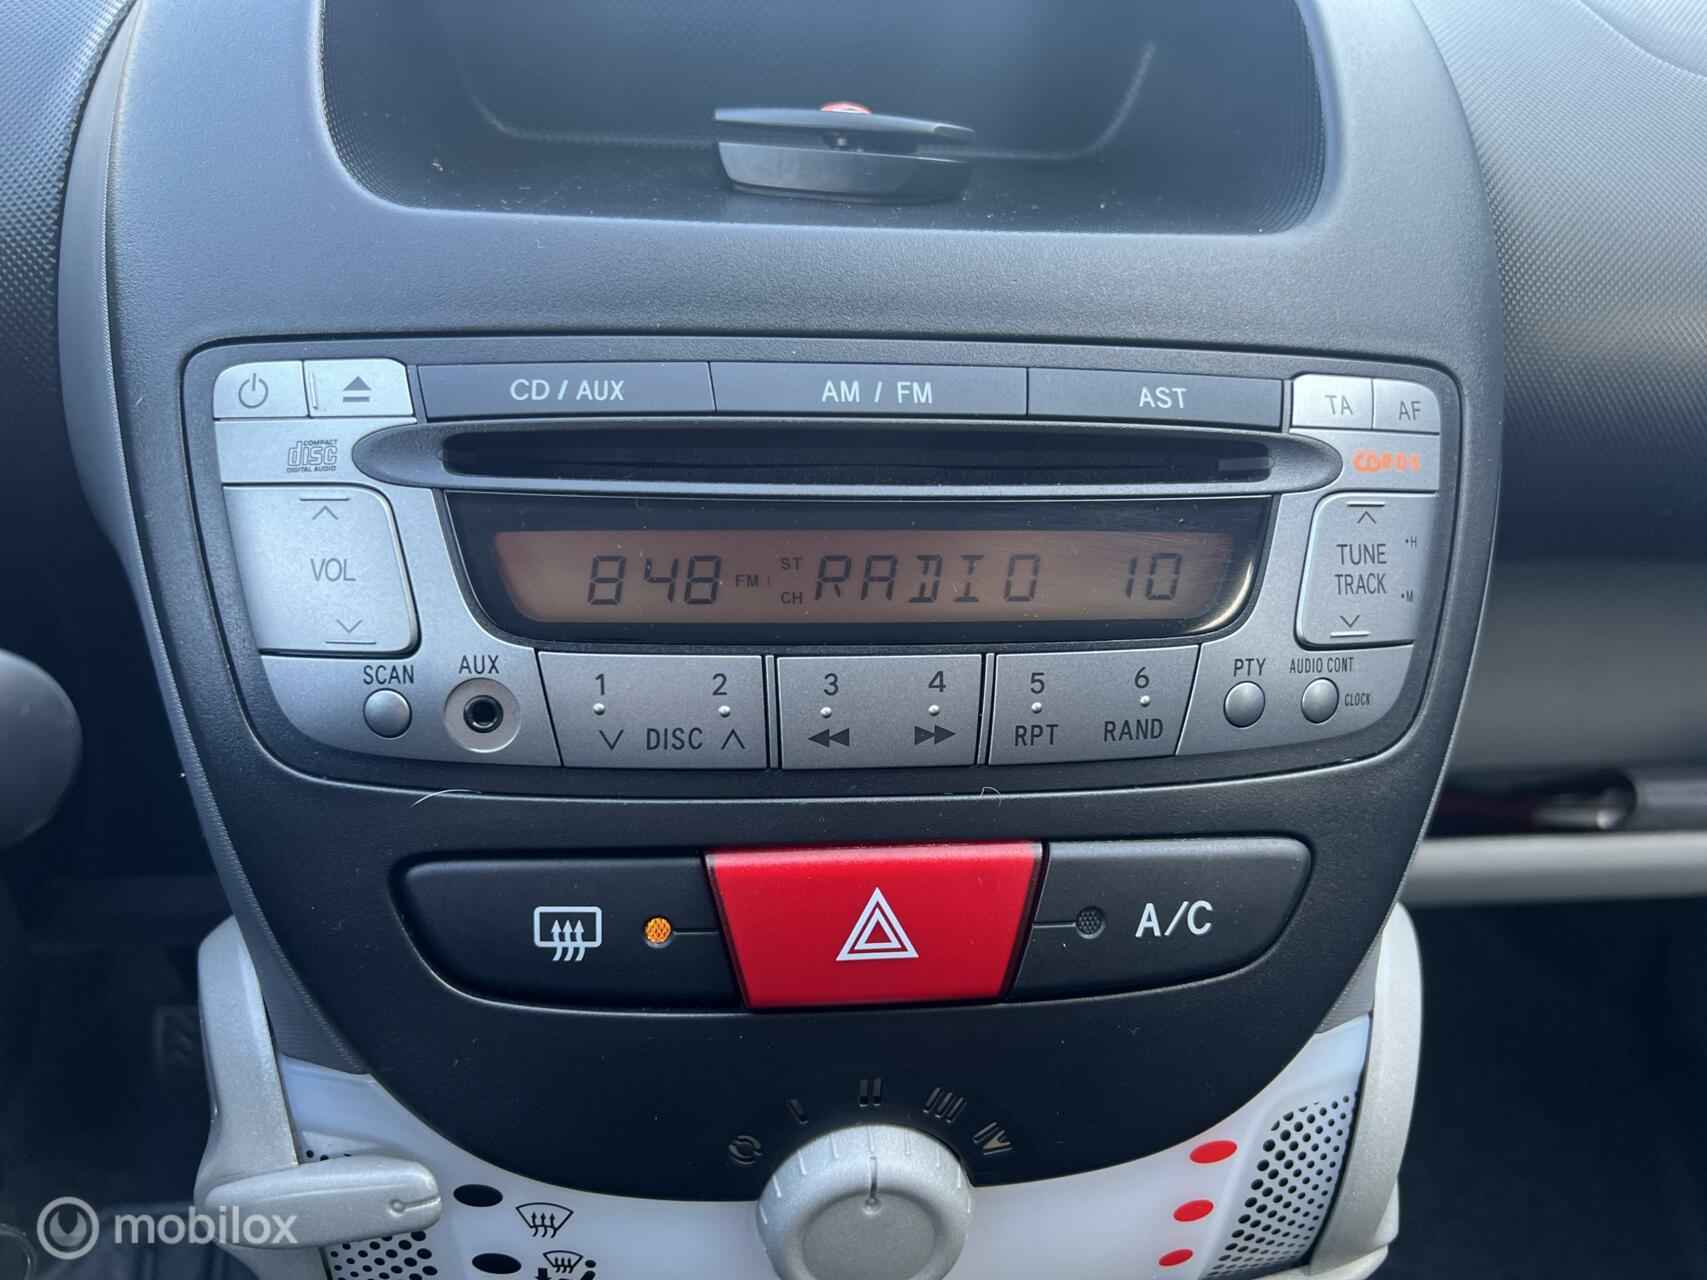 CD / AUX AM / FM AST TA AF
COMPACT
disc
DIGITAL AUDIO
VOL
848 FM ST CH RADIO 10
TUNE
TRACK
•H
•M
SCAN AUX
1 2 3 4 5 6
DISC RPT RAND
PTY AUDIO CONT
CLOCK
A/C
mobilox